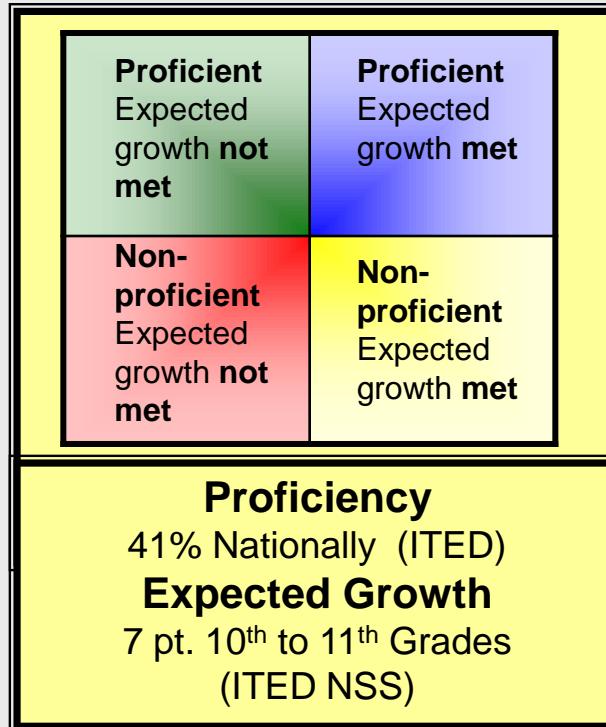 Proficient
Expected
growth not
met
Proficient
Expected
growth met
Non-
proficient
Expected
growth not
met
Non-
proficient
Expected
growth met
Proficiency
41% Nationally (ITED)
Expected Growth
7 pt. 10th to 11th Grades
(ITED NSS)